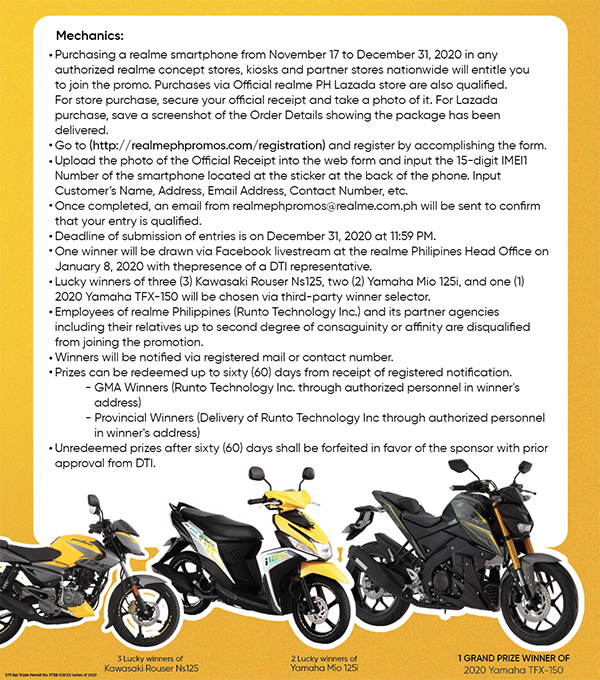 Mechanics:
• Purchasing a realme smartphone from November 17 to December 31, 2020 in any
authorized realme concept stores, kiosks and partner stores nationwide will entitle you
to join the promo. Purchases via Official realme PH Lazada store are also qualified.
For store purchase, secure your official receipt and take a photo of it. For Lazada
purchase, save a screenshot of the Order Details showing the package has been
delivered.
• Go to (http://realmephpromos.com/registration) and register by accomplishing the form.
• Upload the photo of the Official Receipt into the web form and input the 15-digit IMEI1
Number of the smartphone located at the sticker at the back of the phone. Input
Customer's Name, Address, Email Address, Contact Number, etc.
• Once completed, an email from realmephpromos@realme.com.ph will be sent to confirm
that your entry is qualified.
• Deadline of submission of entries is on December 31, 2020 at 11:59 PM.
• One winner will be drawn via Facebook livestream at the realme Philipines Head Office on
January 8, 2020 with thepresence of a DTI representative.
• Lucky winners of three (3) Kawasaki Rouser Ns125, two (2) Yamaha Mio 125i, and one (1)
2020 Yamaha TFX-150 will be chosen via third-party winner selector.
• Employees of realme Philippines (Runto Technology Inc.) and its partner agencies
including their relatives up to second degree of consaguinity or affinity are disqualified
from joining the promotion.
• Winners will be notified via registered mail or contact number.
• Prizes can be redeemed up to sixty (60) days from receipt of registered notification.
- GMA Winners (Runto Technology Inc. through authorized personnel in winner's
address)
- Provincial Winners (Delivery of Runto Technology Inc through authorized personnel
in winner's address)
• Unredeemed prizes after sixty (60) days shall be forfeited in favor of the sponsor with prior
approval from DTI.
3 Lucky winners of
Kawasaki Rouser Ns125
2 Lucky winners of
Yamaha Mio 125i
1 GRAND PRIZE WINNER OF
2020 Yamaha TFX-150
DTI Fair Trade Permit No.
Series of 2020